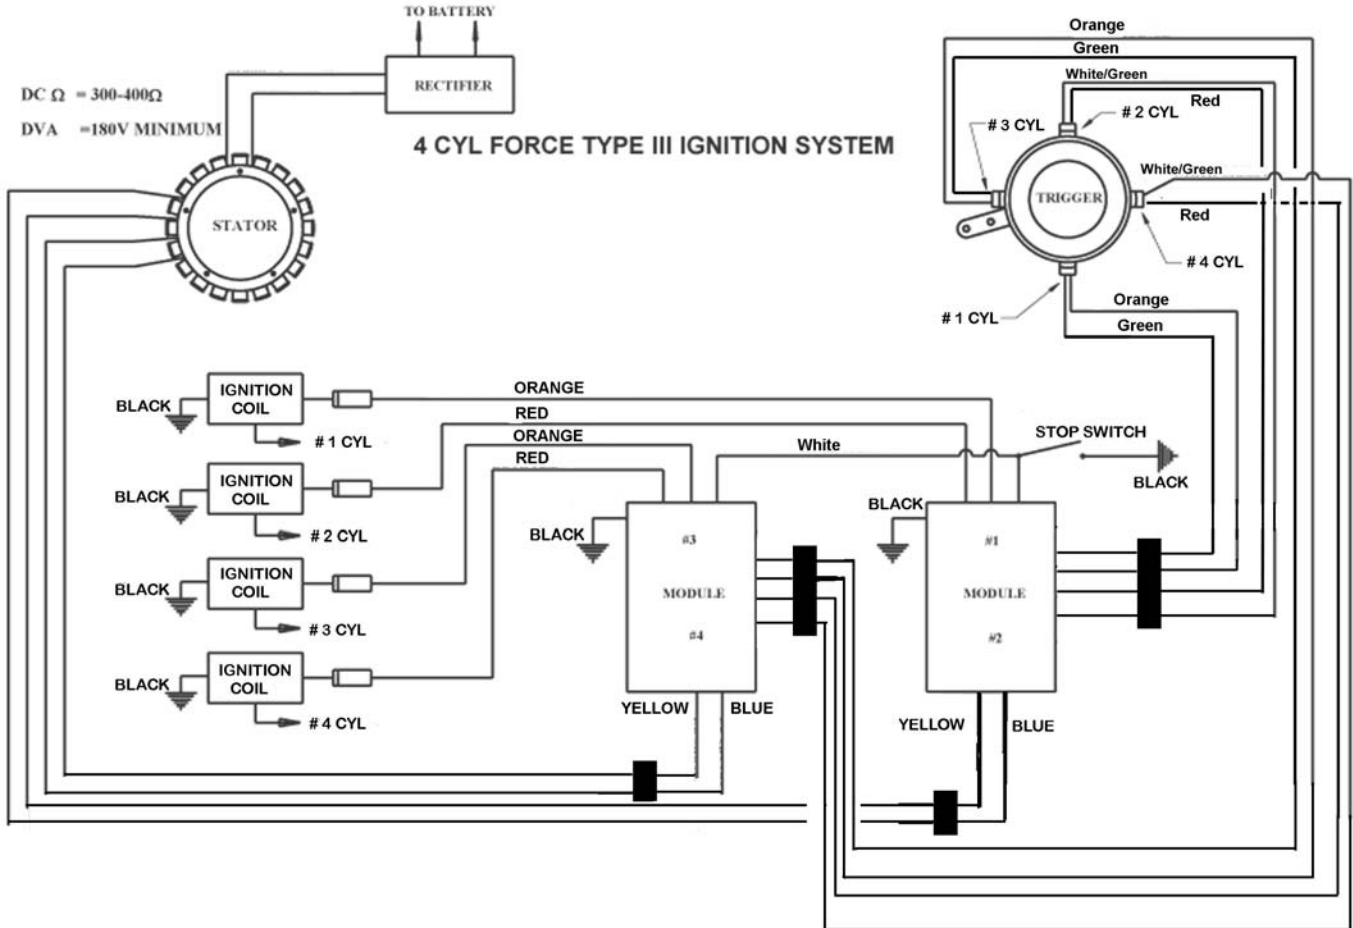 TO BATTERY
RECTIFIER
DC Ω = 300-400Ω
DVA =180V MINIMUM
4 CYL FORCE TYPE III IGNITION SYSTEM
STATOR
Orange
Green
White/Green
Red
# 3 CYL
# 2 CYL
White/Green
TRIGGER
Red
# 4 CYL
# 1 CYL
Orange
Green
BLACK
IGNITION
COIL
# 1 CYL
ORANGE
RED
ORANGE
RED
White
STOP SWITCH
BLACK
BLACK
IGNITION
COIL
# 2 CYL
BLACK
IGNITION
COIL
# 3 CYL
BLACK
IGNITION
COIL
# 4 CYL
BLACK
#3
MODULE
#4
YELLOW
BLUE
BLACK
#1
MODULE
#2
YELLOW
BLUE